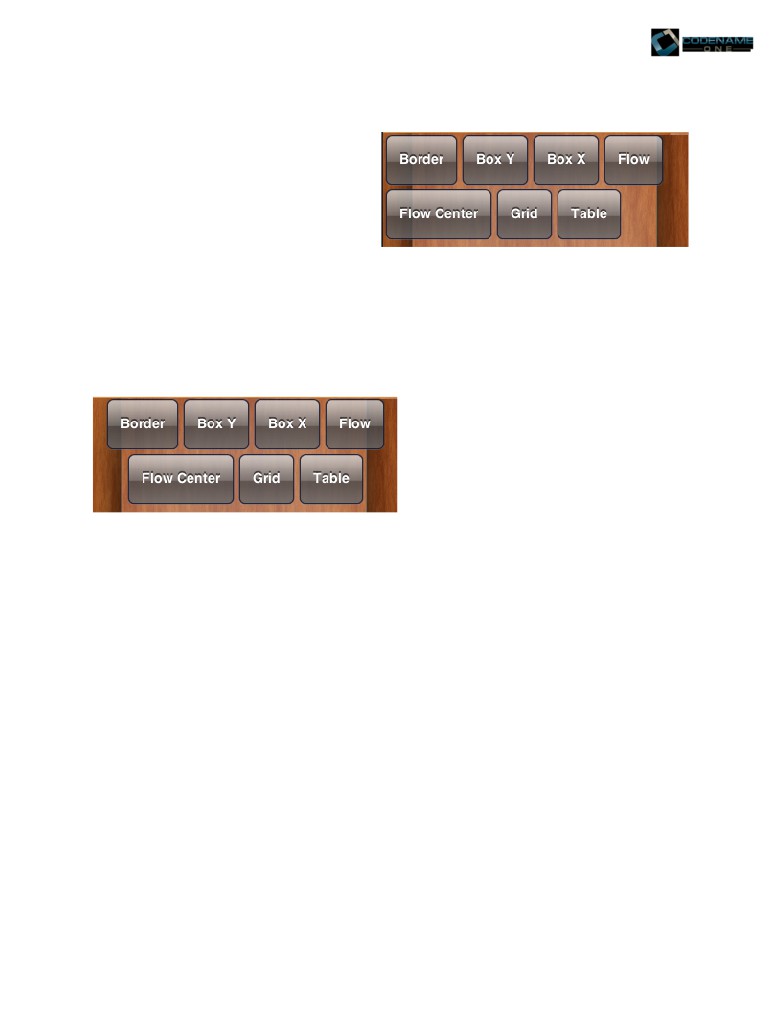 CODENAME
ONE
Border Box Y Box X Flow
Flow Center Grid Table
Border Box Y Box X Flow
Flow Center Grid Table